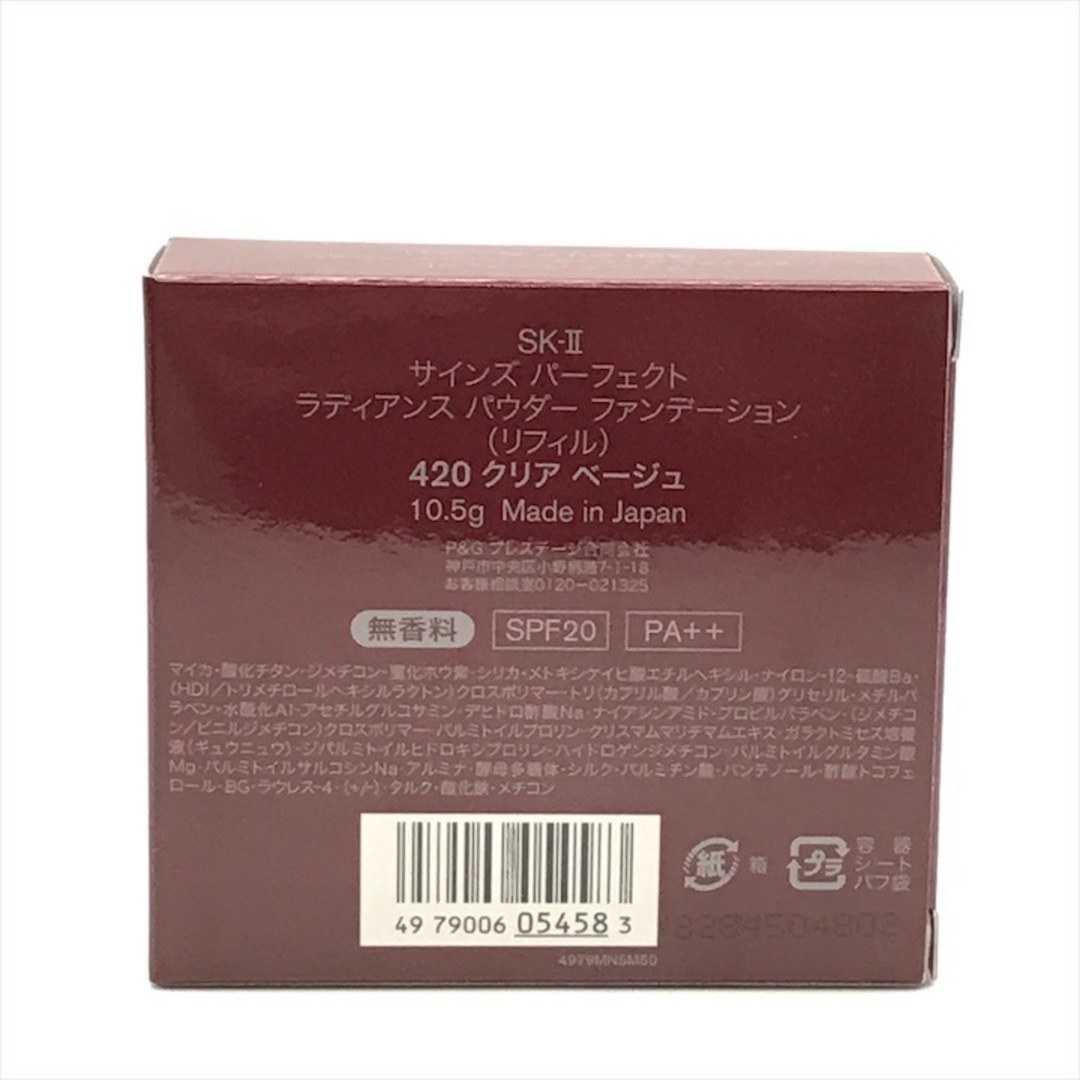 SK-Ⅱ
サインズ パーフェクト
ラディアンス パウダー ファンデーション
(リフィル)
420 クリア ベージュ
10.5g Made in Japan
P&G プレステージ合同会社
神戸市中央区小野柄通7-1-18
お客様相談室0120-021325
無香料 SPF20 PA++
マイカ・酸化チタン・ジメチコン・窒化ホウ素・シリカ・メトキシケイヒ酸エチルヘキシル・ナイロン-12・硫酸Ba・
(HDI/トリメチロールヘキシルラクトン)クロスポリマー・トリ(カプリル酸/カプリン酸)グリセリル・メチルパ
ラベン・水酸化Al・アセチルグルコサミン・デヒドロ酢酸Na・ナイアシンアミド・プロピルパラベン・(ジメチコ
ン/ビニルジメチコン)クロスポリマー・パルミトイルプロリン・クリスマムマリチマムエキス・ガラクトミセス培養
液(ギュウニュウ)・ジパルミトイルヒドロキシプロリン・ハイドロゲンジメチコン・パルミトイルグルタミン酸
Mg・パルミトイルサルコシンNa・アルミナ・酵母多糖体・シルク・パルミチン酸・パンテノール・酢酸トコフェ
ロール・BG・ラウレス-4・(+/-)・タルク・酸化鉄・メチコン
紙 箱 プラ 容器
シート
パフ袋
49 79006 05458 3
4979MNSM60